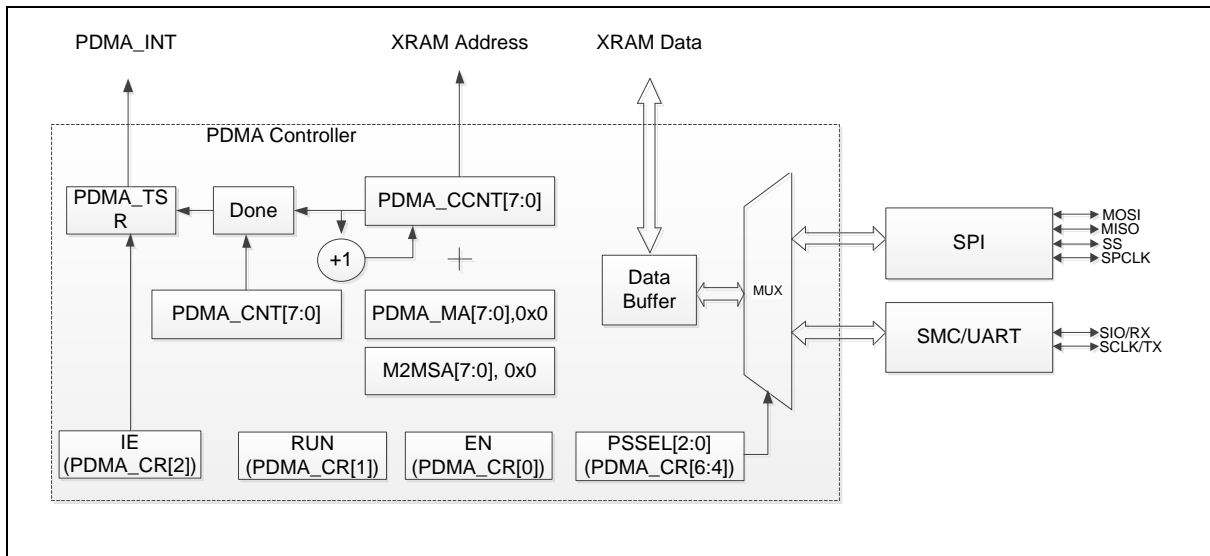 PDMA_INT
XRAM Address
XRAM Data
PDMA Controller
PDMA_TS
R
Done
PDMA_CCNT[7:0]
+1
+
PDMA_CNT[7:0]
PDMA_MA[7:0],0x0
M2MSA[7:0], 0x0
Data
Buffer
MUX
SPI
MOSI
MISO
SS
SPCLK
SMC/UART
SIO/RX
SCLK/TX
IE
(PDMA_CR[2])
RUN
(PDMA_CR[1])
EN
(PDMA_CR[0])
PSSEL[2:0]
(PDMA_CR[6:4])